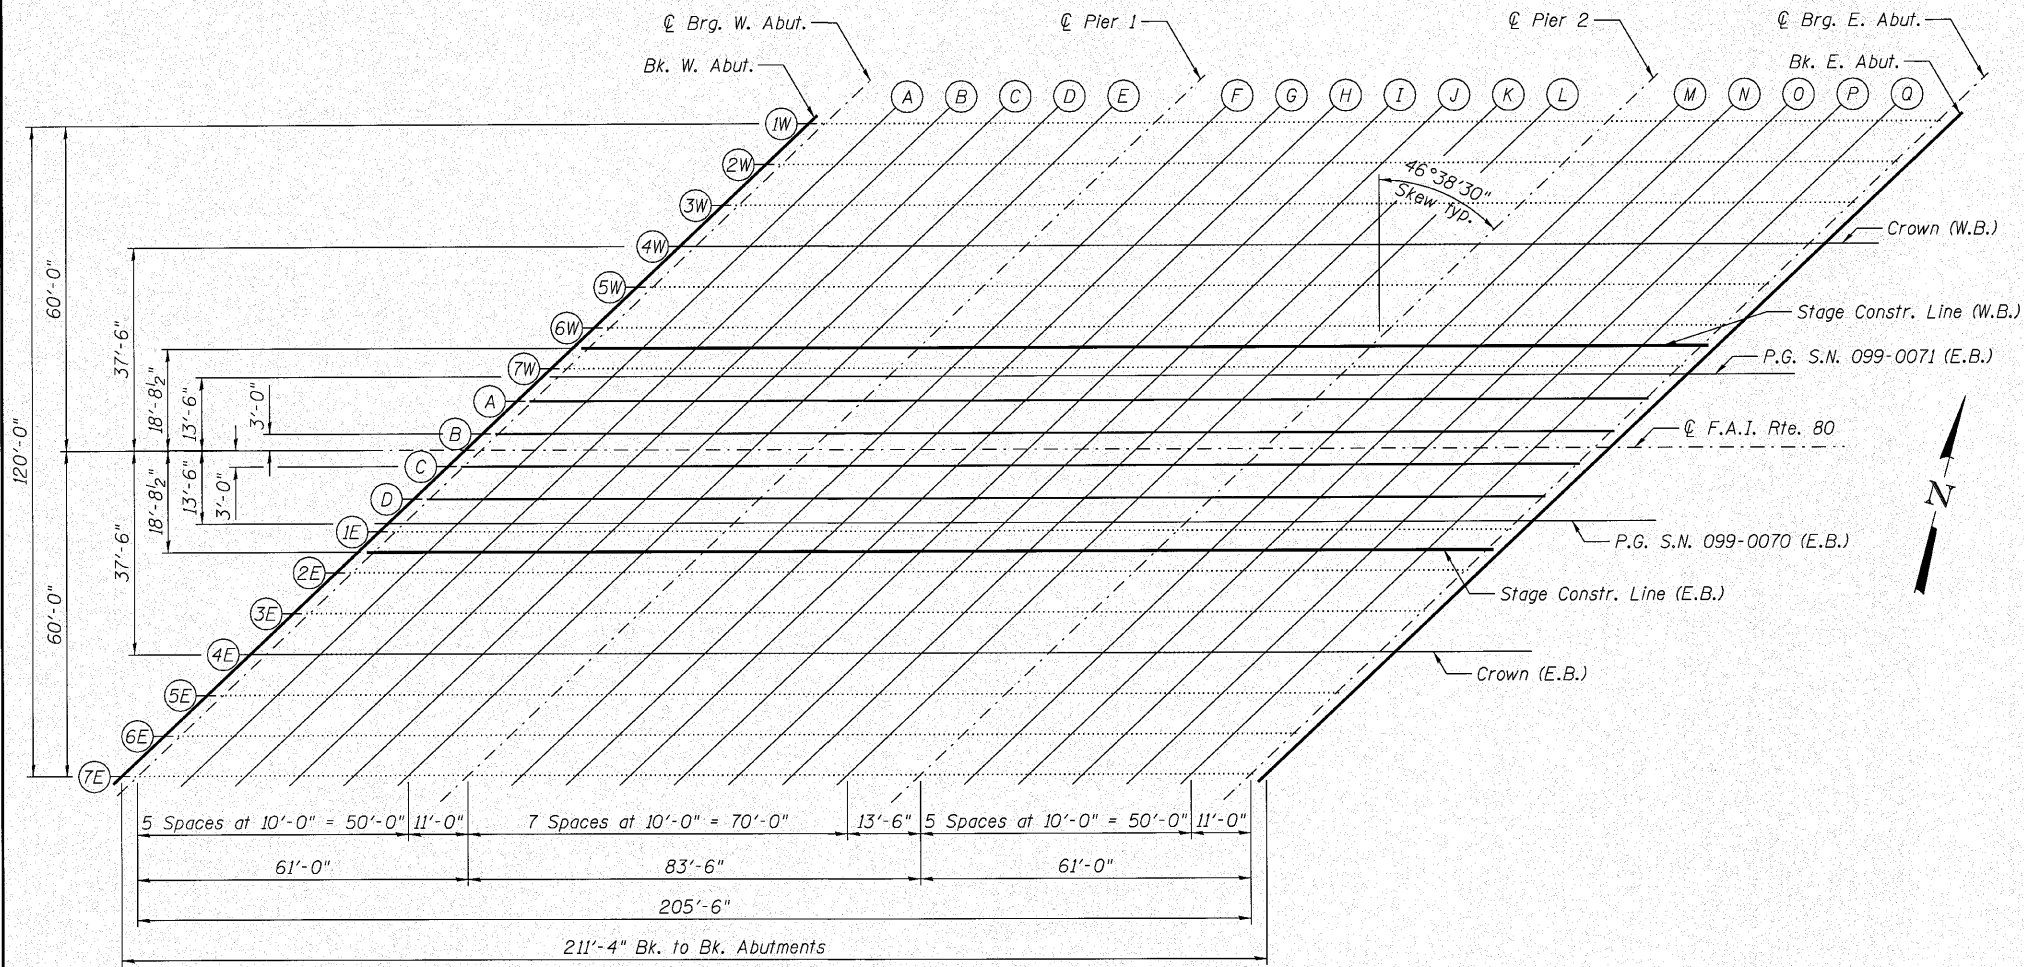 ℄ Brg. W. Abut.
℄ Pier 1
℄ Pier 2
℄ Brg. E. Abut.
Bk. W. Abut.
Bk. E. Abut.
A B C D E F G H I J K L M N O P Q
1W
2W
3W
4W
5W
6W
7W
A
B
C
D
1E
2E
3E
4E
5E
6E
7E
46°38'30"
Skew typ.
Crown (W.B.)
Stage Constr. Line (W.B.)
P.G. S.N. 099-0071 (E.B.)
℄ F.A.I. Rte. 80
P.G. S.N. 099-0070 (E.B.)
Stage Constr. Line (E.B.)
Crown (E.B.)
N
120'-0"
60'-0"
60'-0"
37'-6"
37'-6"
18'-8½"
18'-8½"
13'-6"
13'-6"
3'-0"
3'-0"
5 Spaces at 10'-0" = 50'-0" 11'-0" 7 Spaces at 10'-0" = 70'-0" 13'-6" 5 Spaces at 10'-0" = 50'-0" 11'-0"
61'-0" 83'-6" 61'-0"
205'-6"
211'-4" Bk. to Bk. Abutments